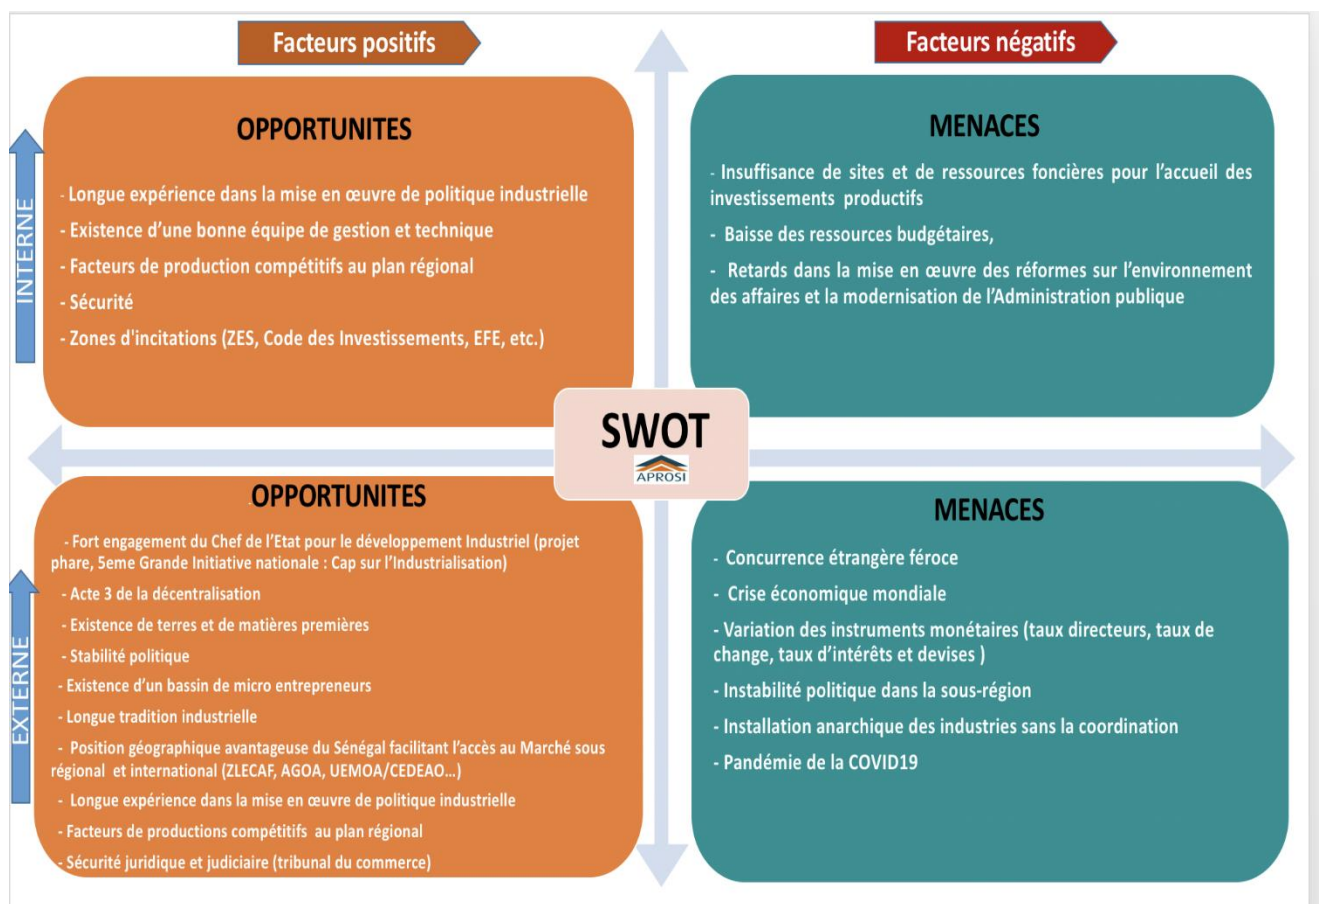 Facteurs positifs
Facteurs négatifs
INTERNE
OPPORTUNITES
- Longue expérience dans la mise en œuvre de politique industrielle
- Existence d’une bonne équipe de gestion et technique
- Facteurs de production compétitifs au plan régional
- Sécurité
- Zones d'incitations (ZES, Code des Investissements, EFE, etc.)
MENACES
- Insuffisance de sites et de ressources foncières pour l’accueil des
investissements productifs
- Baisse des ressources budgétaires,
- Retards dans la mise en œuvre des réformes sur l’environnement
des affaires et la modernisation de l’Administration publique
SWOT
APROSI
EXTERNE
OPPORTUNITES
- Fort engagement du Chef de l’Etat pour le développement Industriel (projet
phare, 5eme Grande Initiative nationale : Cap sur l’Industrialisation)
- Acte 3 de la décentralisation
- Existence de terres et de matières premières
- Stabilité politique
- Existence d’un bassin de micro entrepreneurs
- Longue tradition industrielle
- Position géographique avantageuse du Sénégal facilitant l’accès au Marché sous
régional et international (ZLECAF, AGOA, UEMOA/CEDEAO…)
- Longue expérience dans la mise en œuvre de politique industrielle
- Facteurs de productions compétitifs au plan régional
- Sécurité juridique et judiciaire (tribunal du commerce)
MENACES
- Concurrence étrangère féroce
- Crise économique mondiale
- Variation des instruments monétaires (taux directeurs, taux de
change, taux d’intérêts et devises )
- Instabilité politique dans la sous-région
- Installation anarchique des industries sans la coordination
- Pandémie de la COVID19